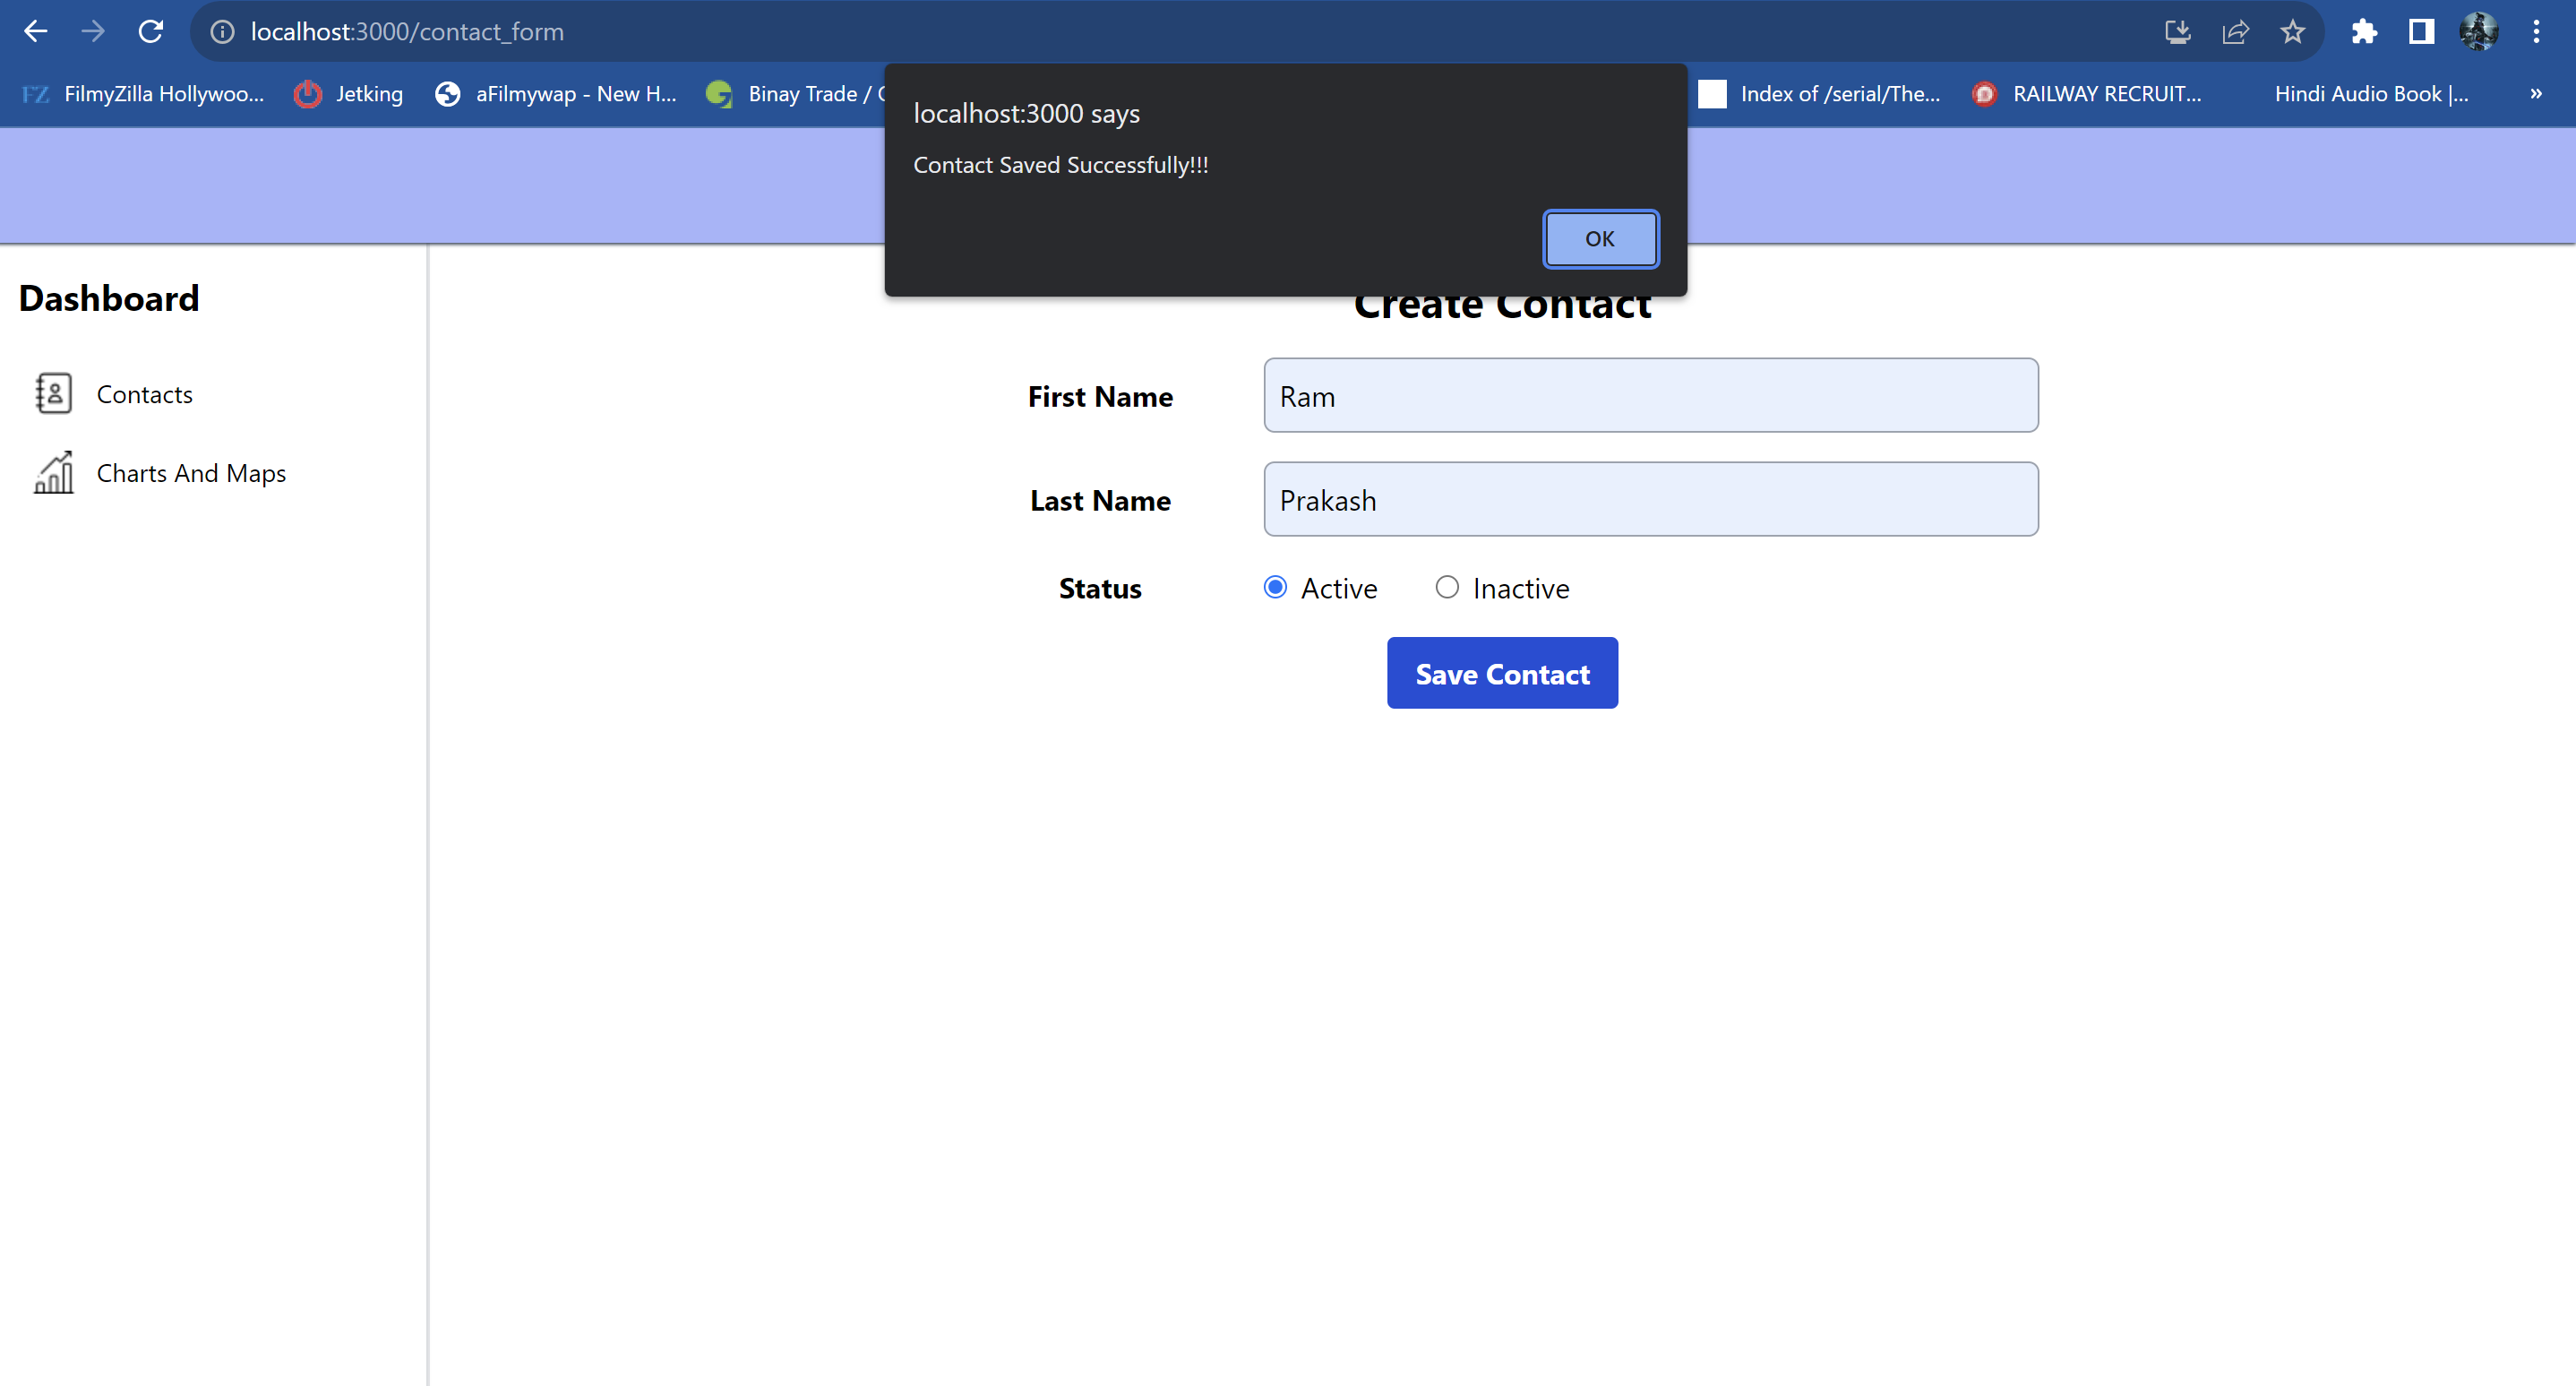 localhost:3000/contact_form
FZ FilmyZilla Hollywoo... Jetking aFilmywap - New H... Binay Trade / Index of /serial/The... RAILWAY RECRUIT... Hindi Audio Book |... »
localhost:3000 says
Contact Saved Successfully!!!
OK
Dashboard
Contacts
Charts And Maps
Create Contact
First Name Ram
Last Name Prakash
Status Active Inactive
Save Contact